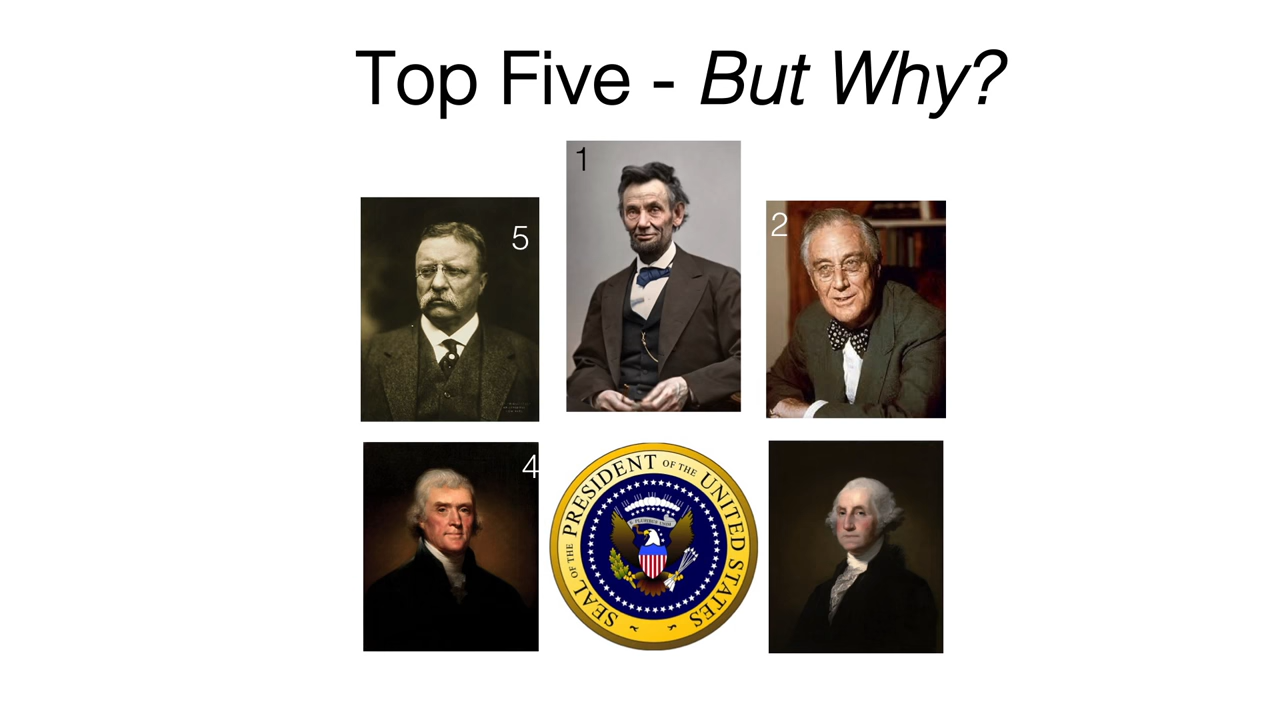 Top Five - But Why?
1
5
2
4
SEAL OF THE PRESIDENT OF THE UNITED STATES